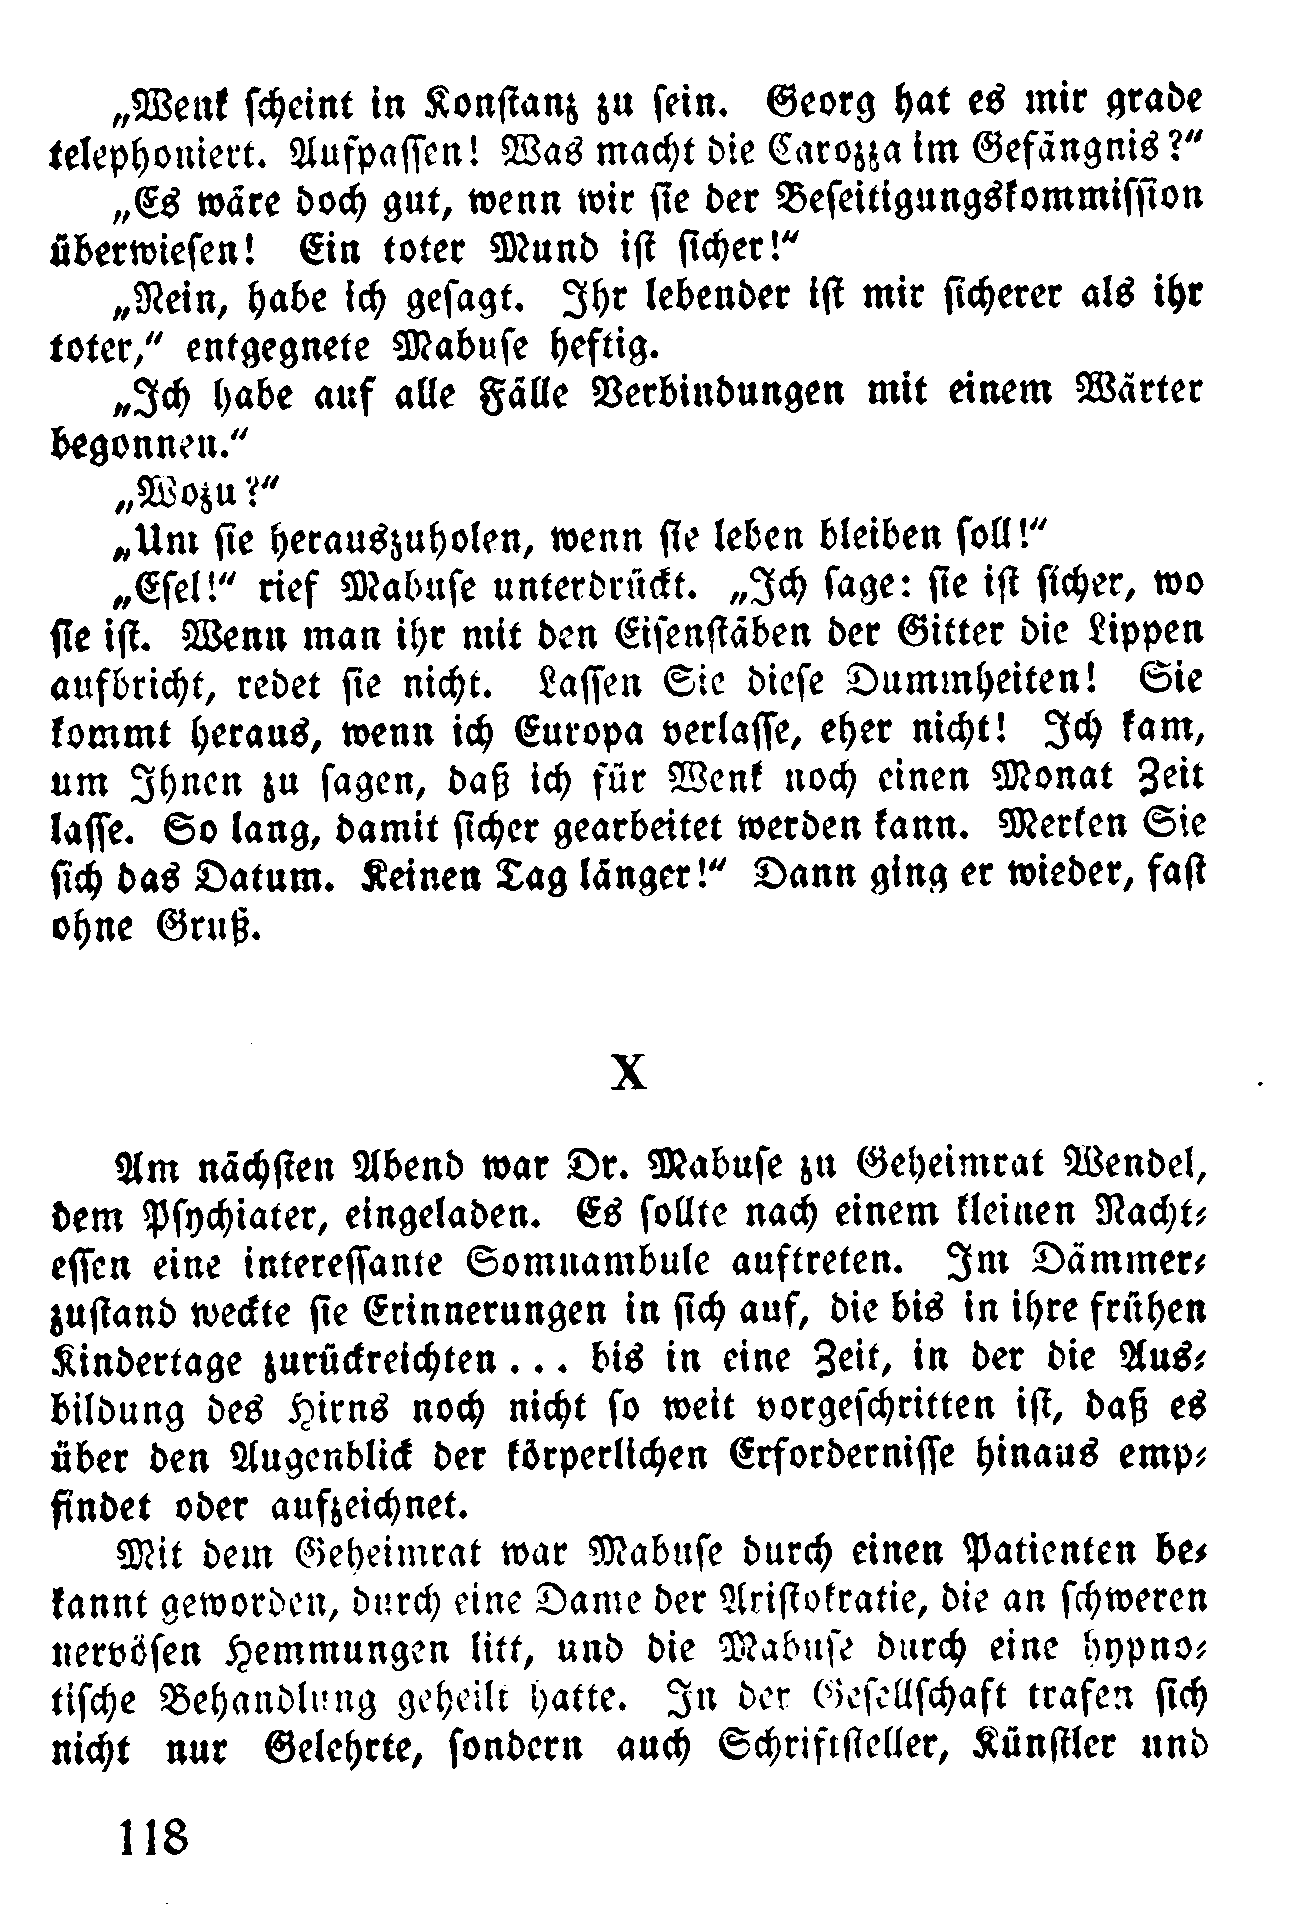 „Wenk scheint in Konstanz zu sein. Georg hat es mir grade
telephoniert. Aufpassen! Was macht die Carozza im Gefängnis?“
„Es wäre doch gut, wenn wir sie der Beseitigungskommission
überwiesen! Ein toter Mund ist sicher!“
„Nein, habe ich gesagt. Ihr lebender ist mir sicherer als ihr
toter,“ entgegnete Mabuse heftig.
„Ich habe auf alle Fälle Verbindungen mit einem Wärter
begonnen.“
„Wozu?“
„Um sie herauszuholen, wenn sie leben bleiben soll!“
„Esel!“ rief Mabuse unterdrückt. „Ich sage: sie ist sicher, wo
sie ist. Wenn man ihr mit den Eisenstäben der Gitter die Lippen
aufbricht, redet sie nicht. Lassen Sie diese Dummheiten! Sie
kommt heraus, wenn ich Europa verlasse, eher nicht! Ich kam,
um Ihnen zu sagen, daß ich für Wenk noch einen Monat Zeit
lasse. So lang, damit sicher gearbeitet werden kann. Merken Sie
sich das Datum. Keinen Tag länger!“ Dann ging er wieder, fast
ohne Gruß.
X
Am nächsten Abend war Dr. Mabuse zu Geheimrat Wendel,
dem Psychiater, eingeladen. Es sollte nach einem kleinen Nacht-
essen eine interessante Somnambule auftreten. Im Dämmer-
zustand weckte sie Erinnerungen in sich auf, die bis in ihre frühen
Kindertage zurückreichten... bis in eine Zeit, in der die Aus-
bildung des Hirns noch nicht so weit vorgeschritten ist, daß es
über den Augenblick der körperlichen Erfordernisse hinaus emp-
findet oder aufzeichnet.
Mit dem Geheimrat war Mabuse durch einen Patienten be-
kannt geworden, durch eine Dame der Aristokratie, die an schweren
nervösen Hemmungen litt, und die Mabuse durch eine hypno-
tische Behandlung geheilt hatte. In der Gesellschaft trafen sich
nicht nur Gelehrte, sondern auch Schriftsteller, Künstler und
118